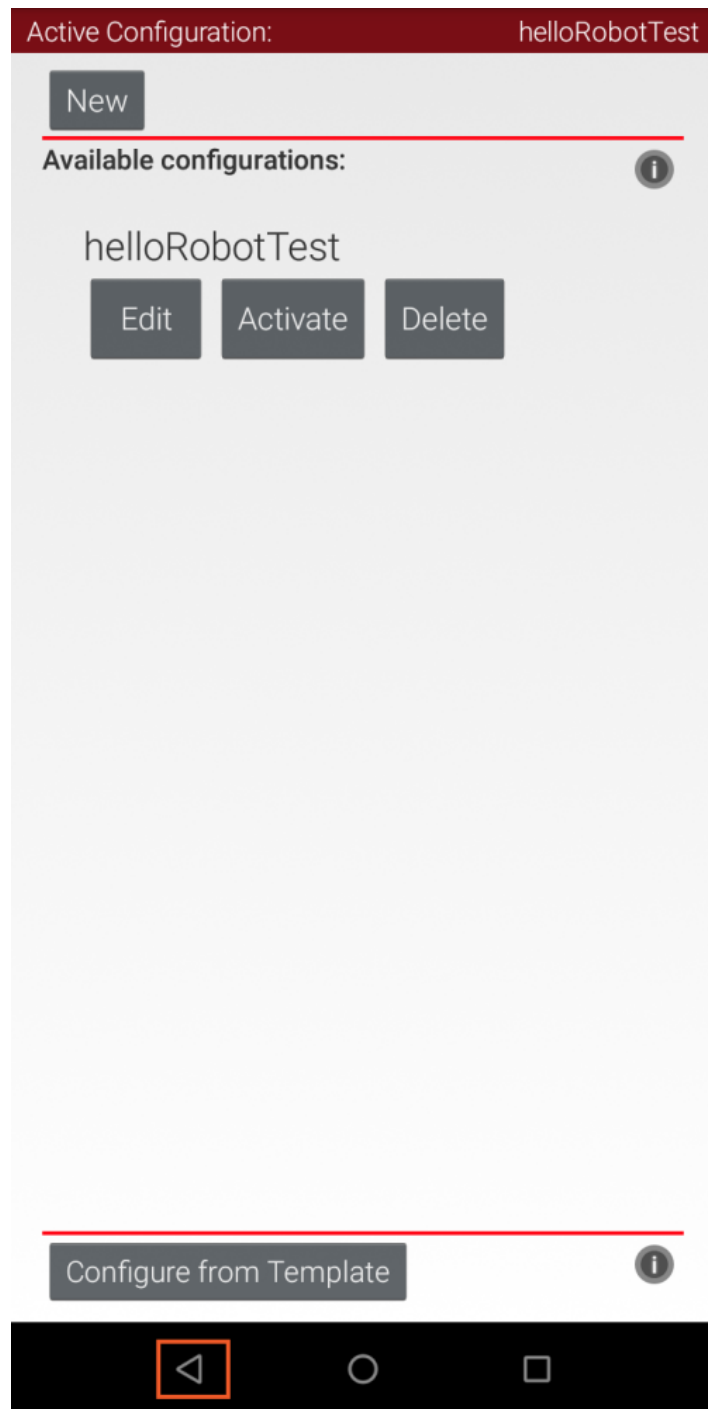 Active Configuration: helloRobotTest
New
Available configurations:
helloRobotTest
Edit Activate Delete
Configure from Template